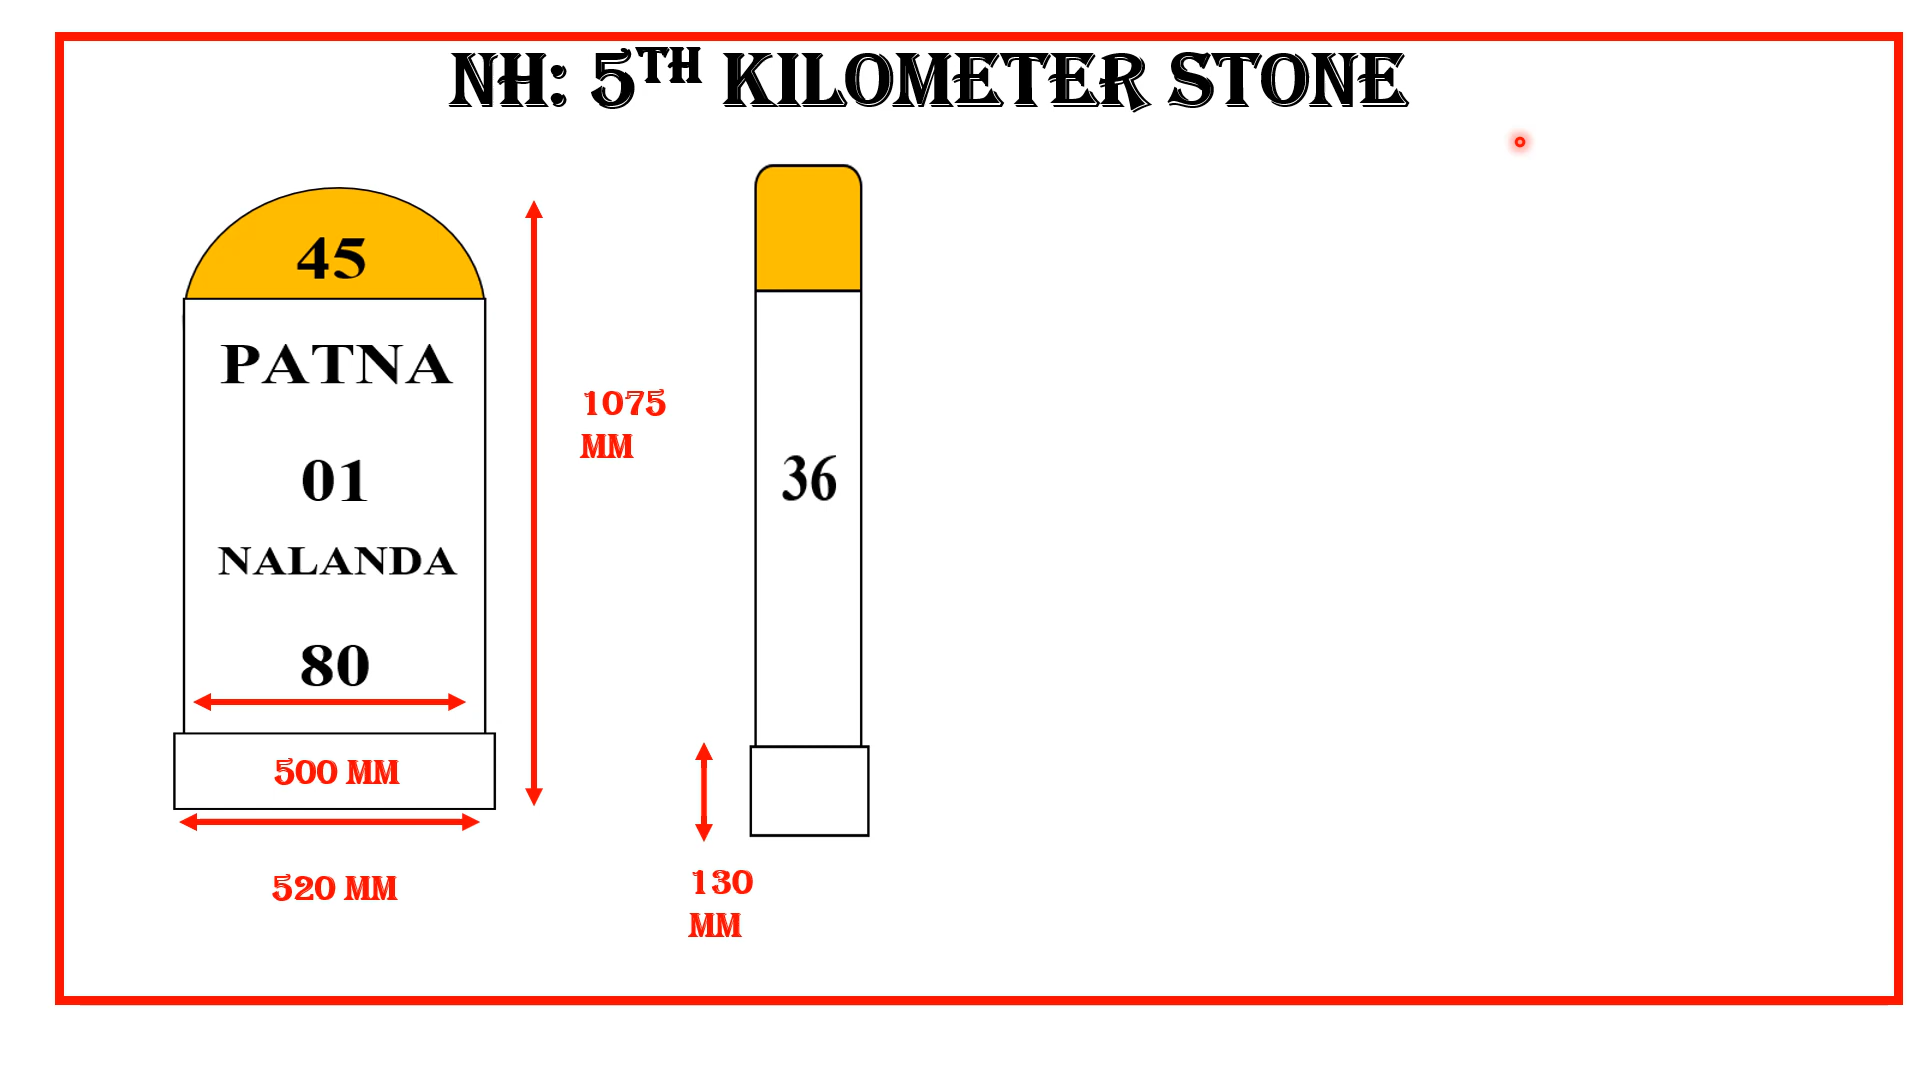 NH: 5TH KILOMETER STONE
45
PATNA
01
NALANDA
80
500 MM
520 MM
1075
MM
36
130
MM